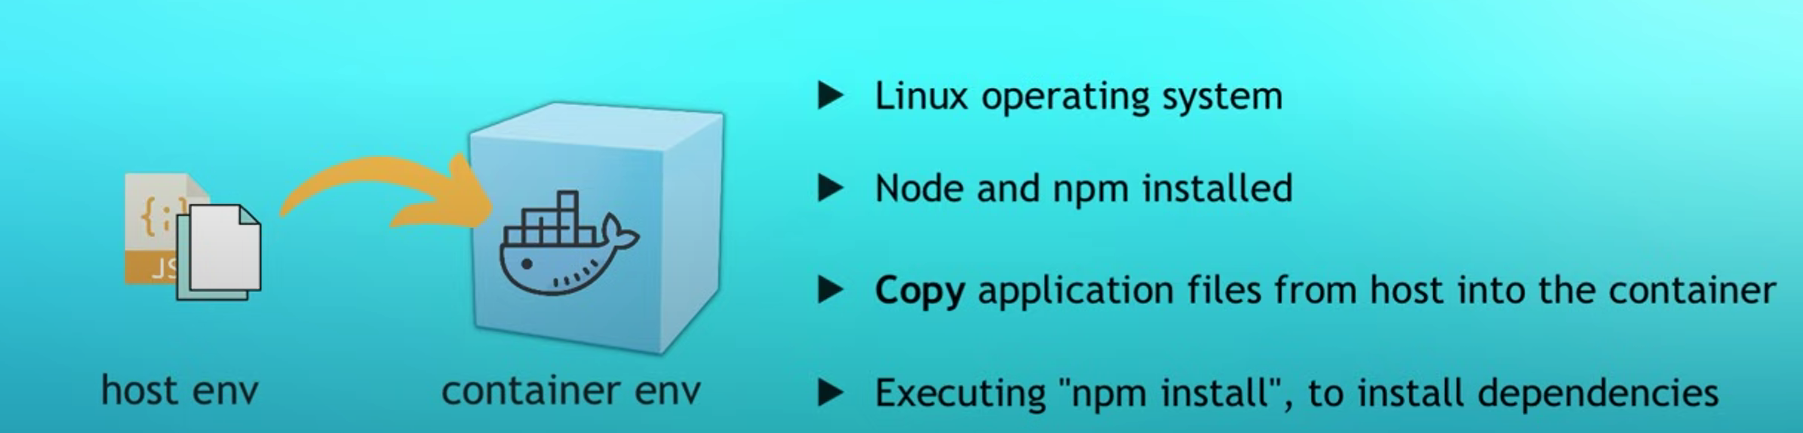 Linux operating system
Node and npm installed
Copy application files from host into the container
Executing "npm install", to install dependencies
{;}
JS
host env
container env